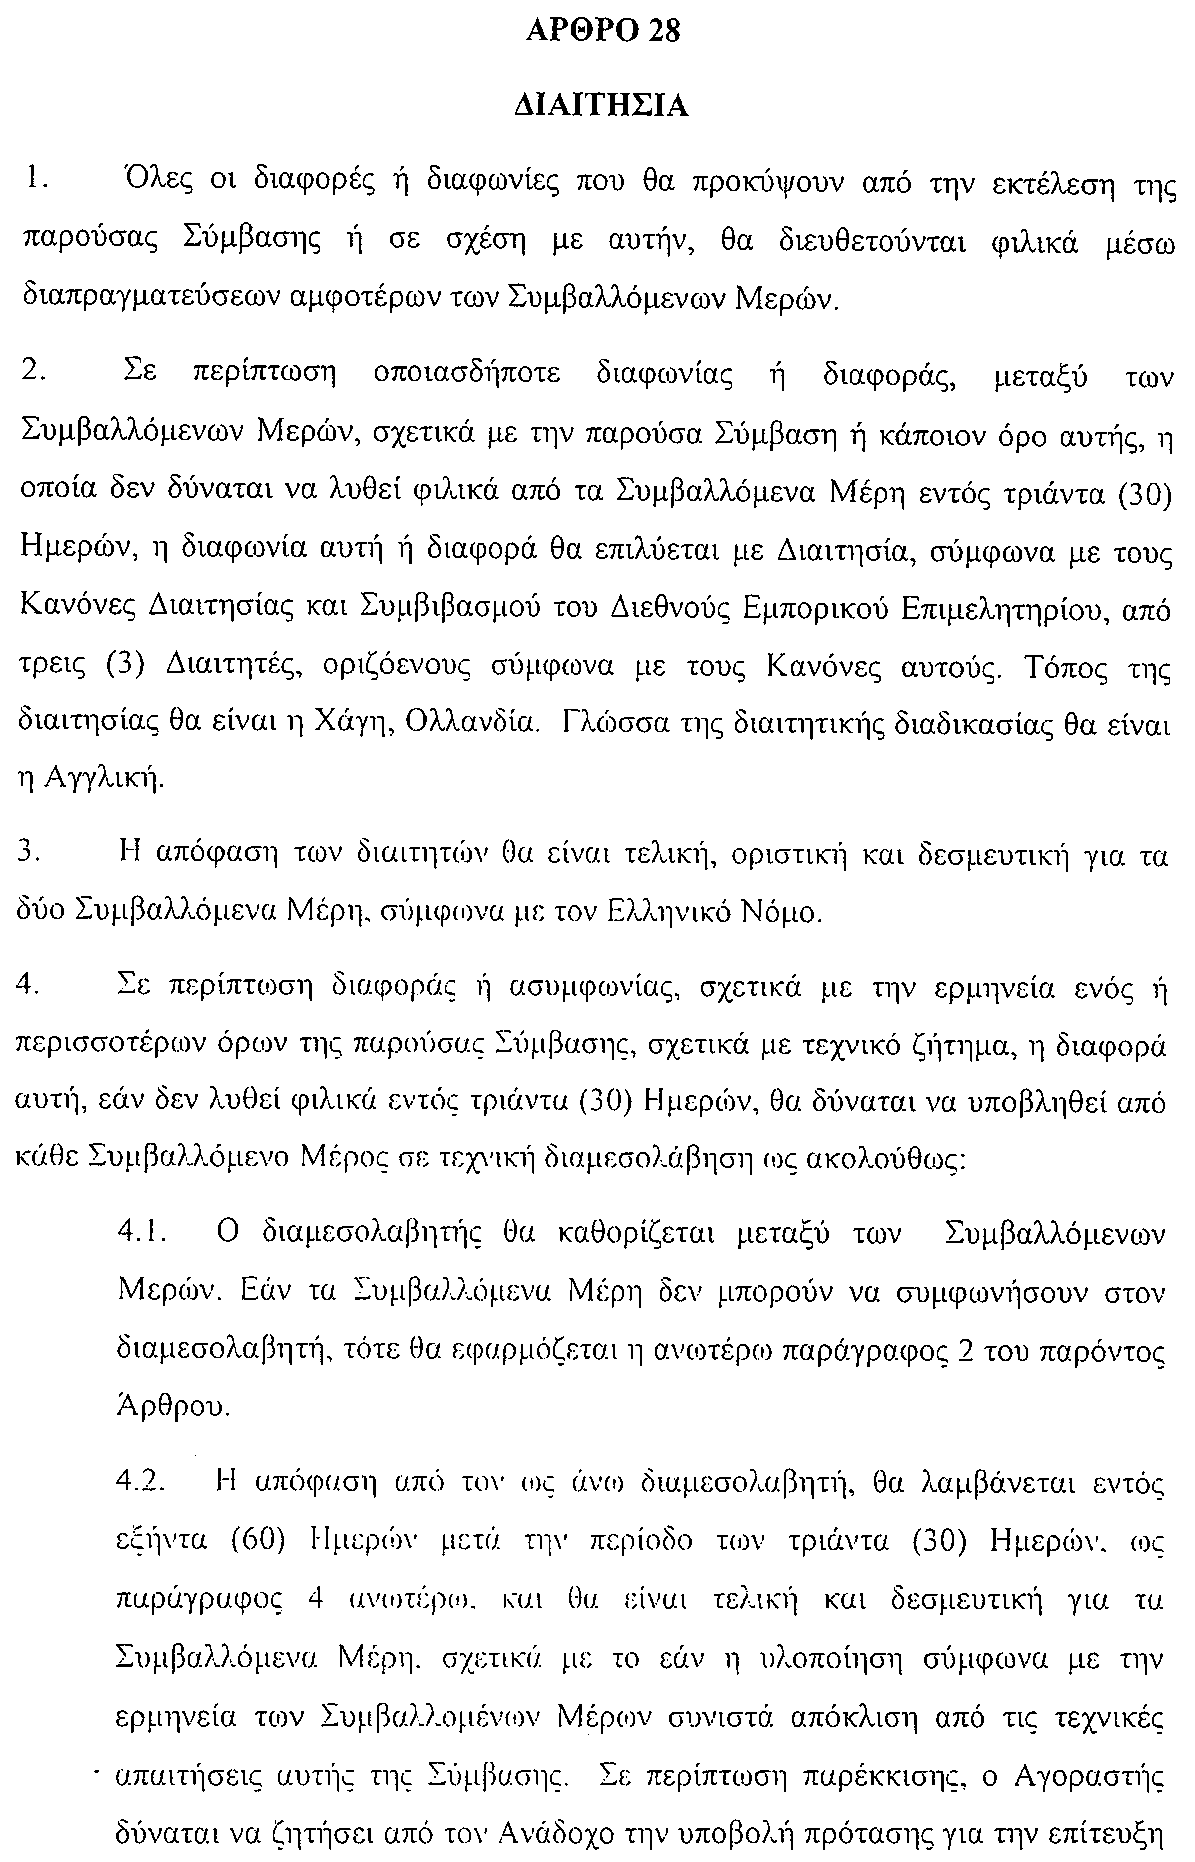 ΑΡΘΡΟ 28
ΔΙΑΙΤΗΣΙΑ
1. Όλες οι διαφορές ή διαφωνίες που θα προκύψουν από την εκτέλεση της
παρούσας Σύμβασης ή σε σχέση με αυτήν, θα διευθετούνται φιλικά μέσω
διαπραγματεύσεων αμφοτέρων των Συμβαλλόμενων Μερών.
2. Σε περίπτωση οποιασδήποτε διαφωνίας ή διαφοράς, μεταξύ των
Συμβαλλόμενων Μερών, σχετικά με την παρούσα Σύμβαση ή κάποιον όρο αυτής, η
οποία δεν δύναται να λυθεί φιλικά από τα Συμβαλλόμενα Μέρη εντός τριάντα (30)
Ημερών, η διαφωνία αυτή ή διαφορά θα επιλύεται με Διαιτησία, σύμφωνα με τους
Κανόνες Διαιτησίας και Συμβιβασμού του Διεθνούς Εμπορικού Επιμελητηρίου, από
τρεις (3) Διαιτητές, οριζόενους σύμφωνα με τους Κανόνες αυτούς. Τόπος της
διαιτησίας θα είναι η Χάγη, Ολλανδία. Γλώσσα της διαιτητικής διαδικασίας θα είναι
η Αγγλική.
3. Η απόφαση των διαιτητών θα είναι τελική, οριστική και δεσμευτική για τα
δύο Συμβαλλόμενα Μέρη, σύμφωνα με τον Ελληνικό Νόμο.
4. Σε περίπτωση διαφοράς ή ασυμφωνίας, σχετικά με την ερμηνεία ενός ή
περισσοτέρων όρων της παρούσας Σύμβασης, σχετικά με τεχνικό ζήτημα, η διαφορά
αυτή, εάν δεν λυθεί φιλικά εντός τριάντα (30) Ημερών, θα δύναται να υποβληθεί από
κάθε Συμβαλλόμενο Μέρος σε τεχνική διαμεσολάβηση ως ακολούθως:
4.1. Ο διαμεσολαβητής θα καθορίζεται μεταξύ των Συμβαλλόμενων
Μερών. Εάν τα Συμβαλλόμενα Μέρη δεν μπορούν να συμφωνήσουν στον
διαμεσολαβητή, τότε θα εφαρμόζεται η ανωτέρω παράγραφος 2 του παρόντος
Άρθρου.
4.2. Η απόφαση από τον ως άνω διαμεσολαβητή, θα λαμβάνεται εντός
εξήντα (60) Ημερών μετά την περίοδο των τριάντα (30) Ημερών, ως
παράγραφος 4 ανωτέρω, και θα είναι τελική και δεσμευτική για τα
Συμβαλλόμενα Μέρη, σχετικά με το εάν η υλοποίηση σύμφωνα με την
ερμηνεία των Συμβαλλομένων Μέρων συνιστά απόκλιση από τις τεχνικές
απαιτήσεις αυτής της Σύμβασης. Σε περίπτωση παρέκκισης, ο Αγοραστής
δύναται να ζητήσει από τον Ανάδοχο την υποβολή πρότασης για την επίτευξη